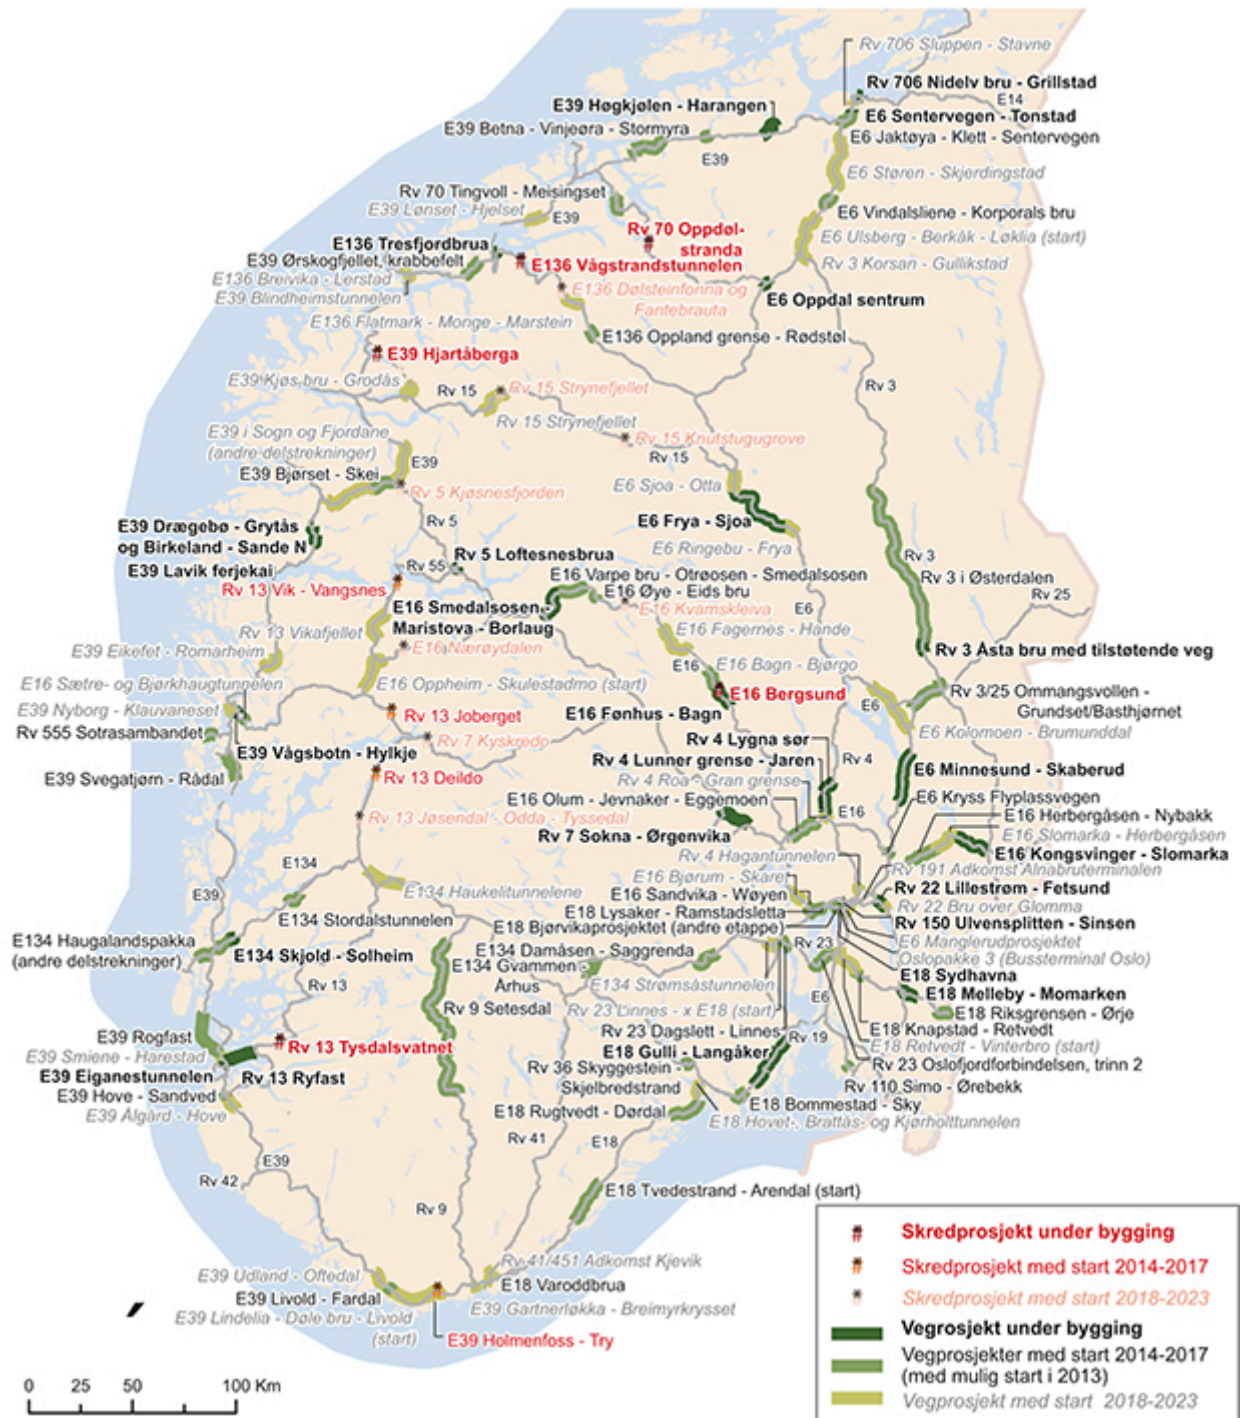 Rv 706 Sluppen - Stavne
Rv 706 Nidelv bru - Grillstad
E14
E39 Høgkjølen - Harangen
E6 Sentervegen - Tonstad
E39 Betna - Vinjeøra - Stormyra
E6 Jaktøya - Klett - Sentervegen
E39
E6 Støren - Skjerdingstad
Rv 70 Tingvoll - Meisingset
E39 Lønset - Hjelset
E39
E6 Vindalsliene - Korporals bru
Rv 70 Oppdøl-
stranda
E6 Ulsberg - Berkåk - Løklia (start)
E136 Tresfjordbrua
E39 Ørskogfjellet, krabbefelt
E136 Vågstrandstunnelen
Rv 3 Korsan - Gullikstad
E136 Breivika - Lerstad
E39 Blindheimstunnelen
E136 Dølsteinfonna og
Fantebrauta
E6 Oppdal sentrum
E136 Flatmark - Monge - Marstein
E136 Oppland grense - Rødstøl
E39 Hjartåberga
Rv 3
E39 Kjøs bru - Grodås
Rv 15
Rv 15 Strynefjellet
Rv 15 Strynefjellet
E39 i Sogn og Fjordane
(andre delstrekninger)
Rv 15 Knutstugugrove
Rv 15
E39
E39 Bjørset - Skei
E6 Sjoa - Otta
Rv 5 Kjøsnesfjorden
E39 Drægebø - Grytås
og Birkeland - Sande N
E6 Frya - Sjoa
Rv 5
E6 Ringebu - Frya
Rv 3
E39 Lavik ferjekai
Rv 5 Loftesnesbrua
Rv 55
E16 Varpe bru - Otrøosen - Smedalsosen
Rv 3 i Østerdalen
Rv 13 Vik - Vangsnes
E16 Øye - Eids bru
Rv 25
E16 Smedalsosen -
Maristova - Borlaug
E16 Kvamskleiva
E6
Rv 13 Vikafjellet
E16 Fagernes - Hande
E39 Eikefet - Romarheim
E16 Nærøydalen
E16
E16 Bagn - Bjørgo
Rv 3 Åsta bru med tilstøtende veg
E16 Sætre- og Bjørkhaugtunnelen
E16 Oppheim - Skulestadmo (start)
E16 Bergsund
E6
Rv 3/25 Ommangsvollen -
Grundset/Basthjørnet
E39 Nyborg - Klauvaneset
Rv 13 Joberget
E16 Fønhus - Bagn
Rv 555 Sotrasambandet
Rv 7 Kyskredo
E6 Kolomoen - Brumunddal
E39 Vågsbotn - Hylkje
Rv 4 Lygna sør
Rv 4 Lunner grense - Jaren
Rv 4
E39 Svegatjørn - Rådal
Rv 13 Deildo
Rv 4 Roa - Gran grense
E6 Minnesund - Skaberud
E16 Olum - Jevnaker - Eggemoen
E6 Kryss Flyplassvegen
Rv 13 Jøsendal - Odda - Tyssedal
E16
E16 Herbergåsen - Nybakk
Rv 7 Sokna - Ørgenvika
E16 Slomarka - Herbergåsen
Rv 4 Hagantunnelen
E16 Kongsvinger - Slomarka
E134
E16 Bjørum - Skare
Rv 191 Adkomst Alnabruterminalen
E134 Haukelitunnelene
E39
E16 Sandvika - Wøyen
Rv 22 Lillestrøm - Fetsund
E18 Lysaker - Ramstadsletta
Rv 22 Bru over Glomma
E134 Stordalstunnelen
E18 Bjørvikaprosjektet (andre etappe)
Rv 150 Ulvensplitten - Sinsen
E134 Haugalandspakka
(andre delstrekninger)
E134 Skjold - Solheim
E134 Damåsen - Saggrenda
Rv 23
E6 Manglerudprosjektet
Oslopakke 3 (Bussterminal Oslo)
E134 Gvammen -
Århus
E18 Sydhavna
Rv 13
E134 Strømsåstunnelen
E6
E18 Melleby - Momarken
Rv 9 Setesdal
Rv 23 Linnes - x E18 (start)
E18 Riksgrensen - Ørje
E39 Rogfast
Rv 23 Dagslett - Linnes
Rv 19
E18 Knapstad - Retvedt
E39 Smiene - Harestad
Rv 13 Tysdalsvatnet
E18 Gulli - Langåker
E18 Retvedt - Vinterbro (start)
E39 Eiganestunnelen
Rv 13 Ryfast
Rv 36 Skyggestein -
Skjelbredstrand
Rv 23 Oslofjordforbindelsen, trinn 2
E39 Hove - Sandved
Rv 110 Simo - Ørebekk
E39 Ålgård - Hove
E18 Rugtvedt - Dørdal
E18 Bommestad - Sky
E18 Hovet-, Brattås- og Kjørholttunnelen
Rv 41
E18
E39
Rv 42
E18 Tvedestrand - Arendal (start)
Rv 9
Rv 41/451 Adkomst Kjevik
E39 Udland - Oftedal
E18 Varoddbrua
E39 Livold - Fardal
E39 Gartnerløkka - Breimyrkrysset
E39 Lindelia - Døle bru - Livold
(start)
E39 Holmenfoss - Try
Skredprosjekt under bygging
Skredprosjekt med start 2014-2017
Skredprosjekt med start 2018-2023
Vegrosjekt under bygging
Vegprosjekter med start 2014-2017
(med mulig start i 2013)
Vegprosjekt med start 2018-2023
0 25 50 100 Km